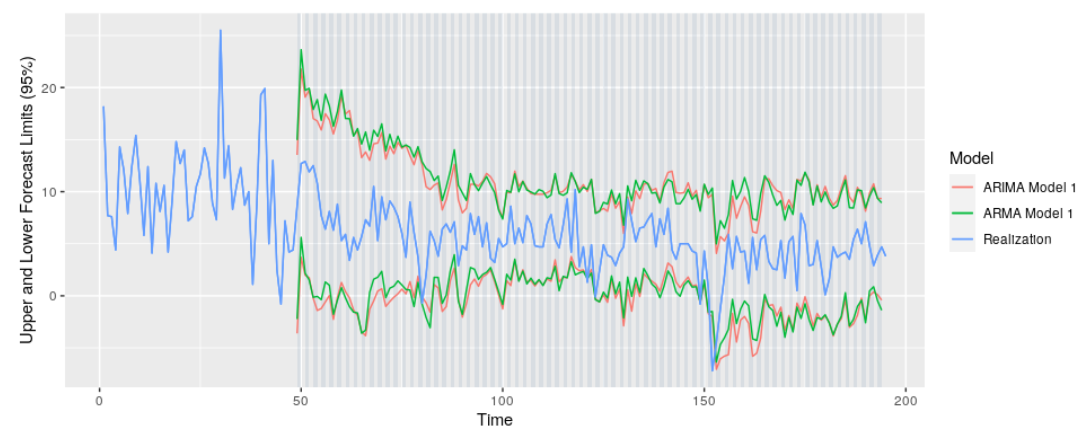 Upper and Lower Forecast Limits (95%)
20
10
0
0
50
100
150
200
Time
Model
ARIMA Model 1
ARMA Model 1
Realization